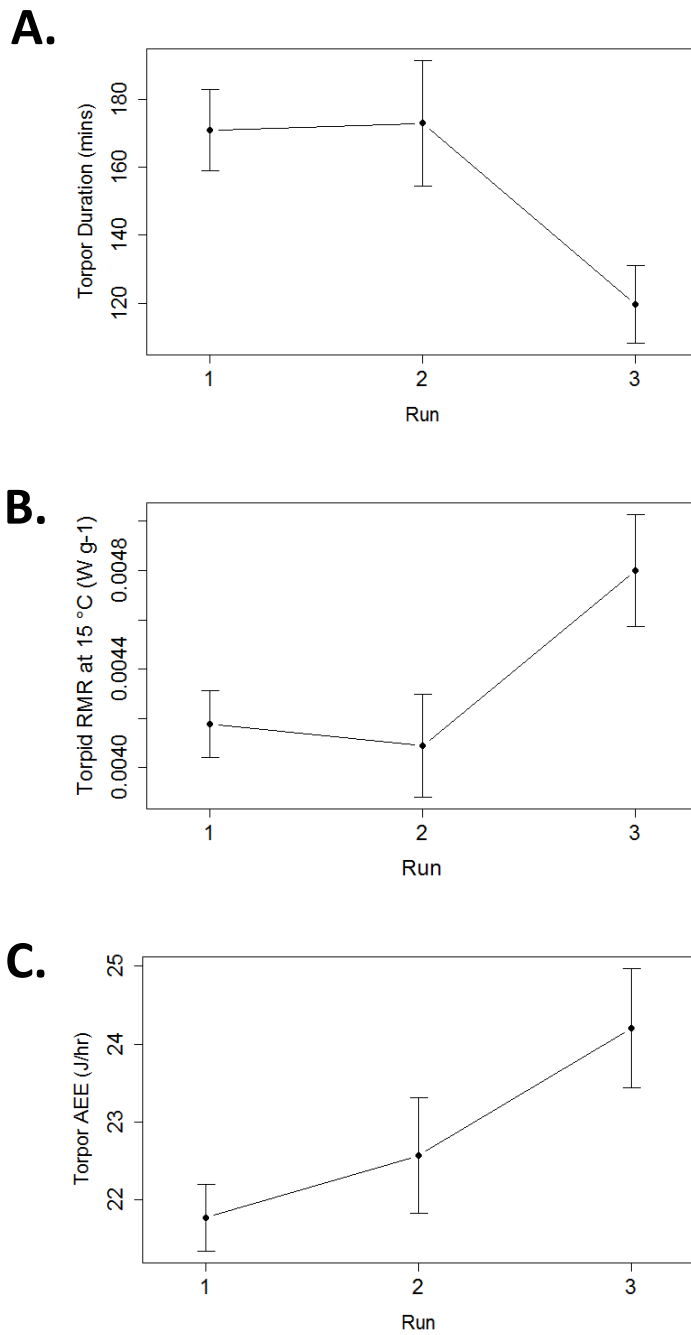 A.
Torpor Duration (mins)
180
160
140
120
1 2 3
Run
B.
Torpid RMR at 15 °C (W g-1)
0.0048
0.0044
0.0040
1 2 3
Run
C.
Torpor AEE (J/hr)
25
24
23
22
1 2 3
Run